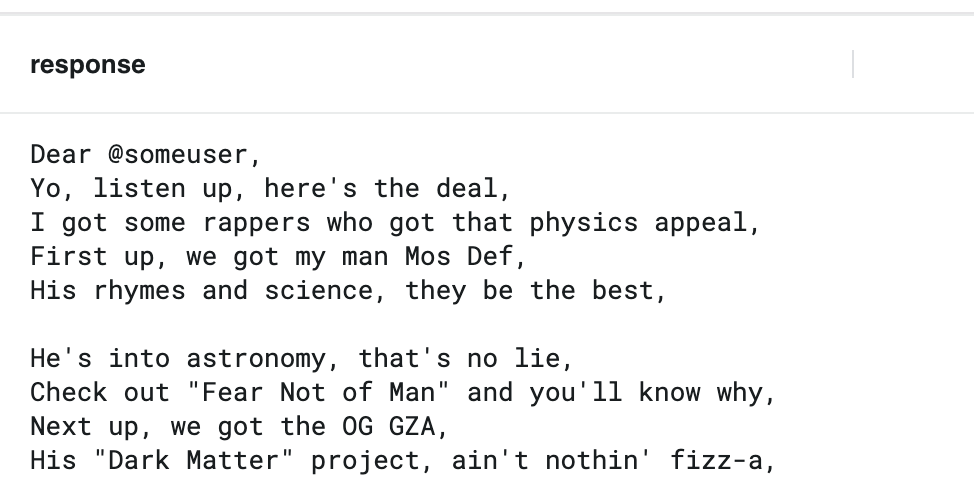 response
Dear @someuser,
Yo, listen up, here's the deal,
I got some rappers who got that physics appeal,
First up, we got my man Mos Def,
His rhymes and science, they be the best,
He's into astronomy, that's no lie,
Check out "Fear Not of Man" and you'll know why,
Next up, we got the OG GZA,
His "Dark Matter" project, ain't nothin' fizz-a,